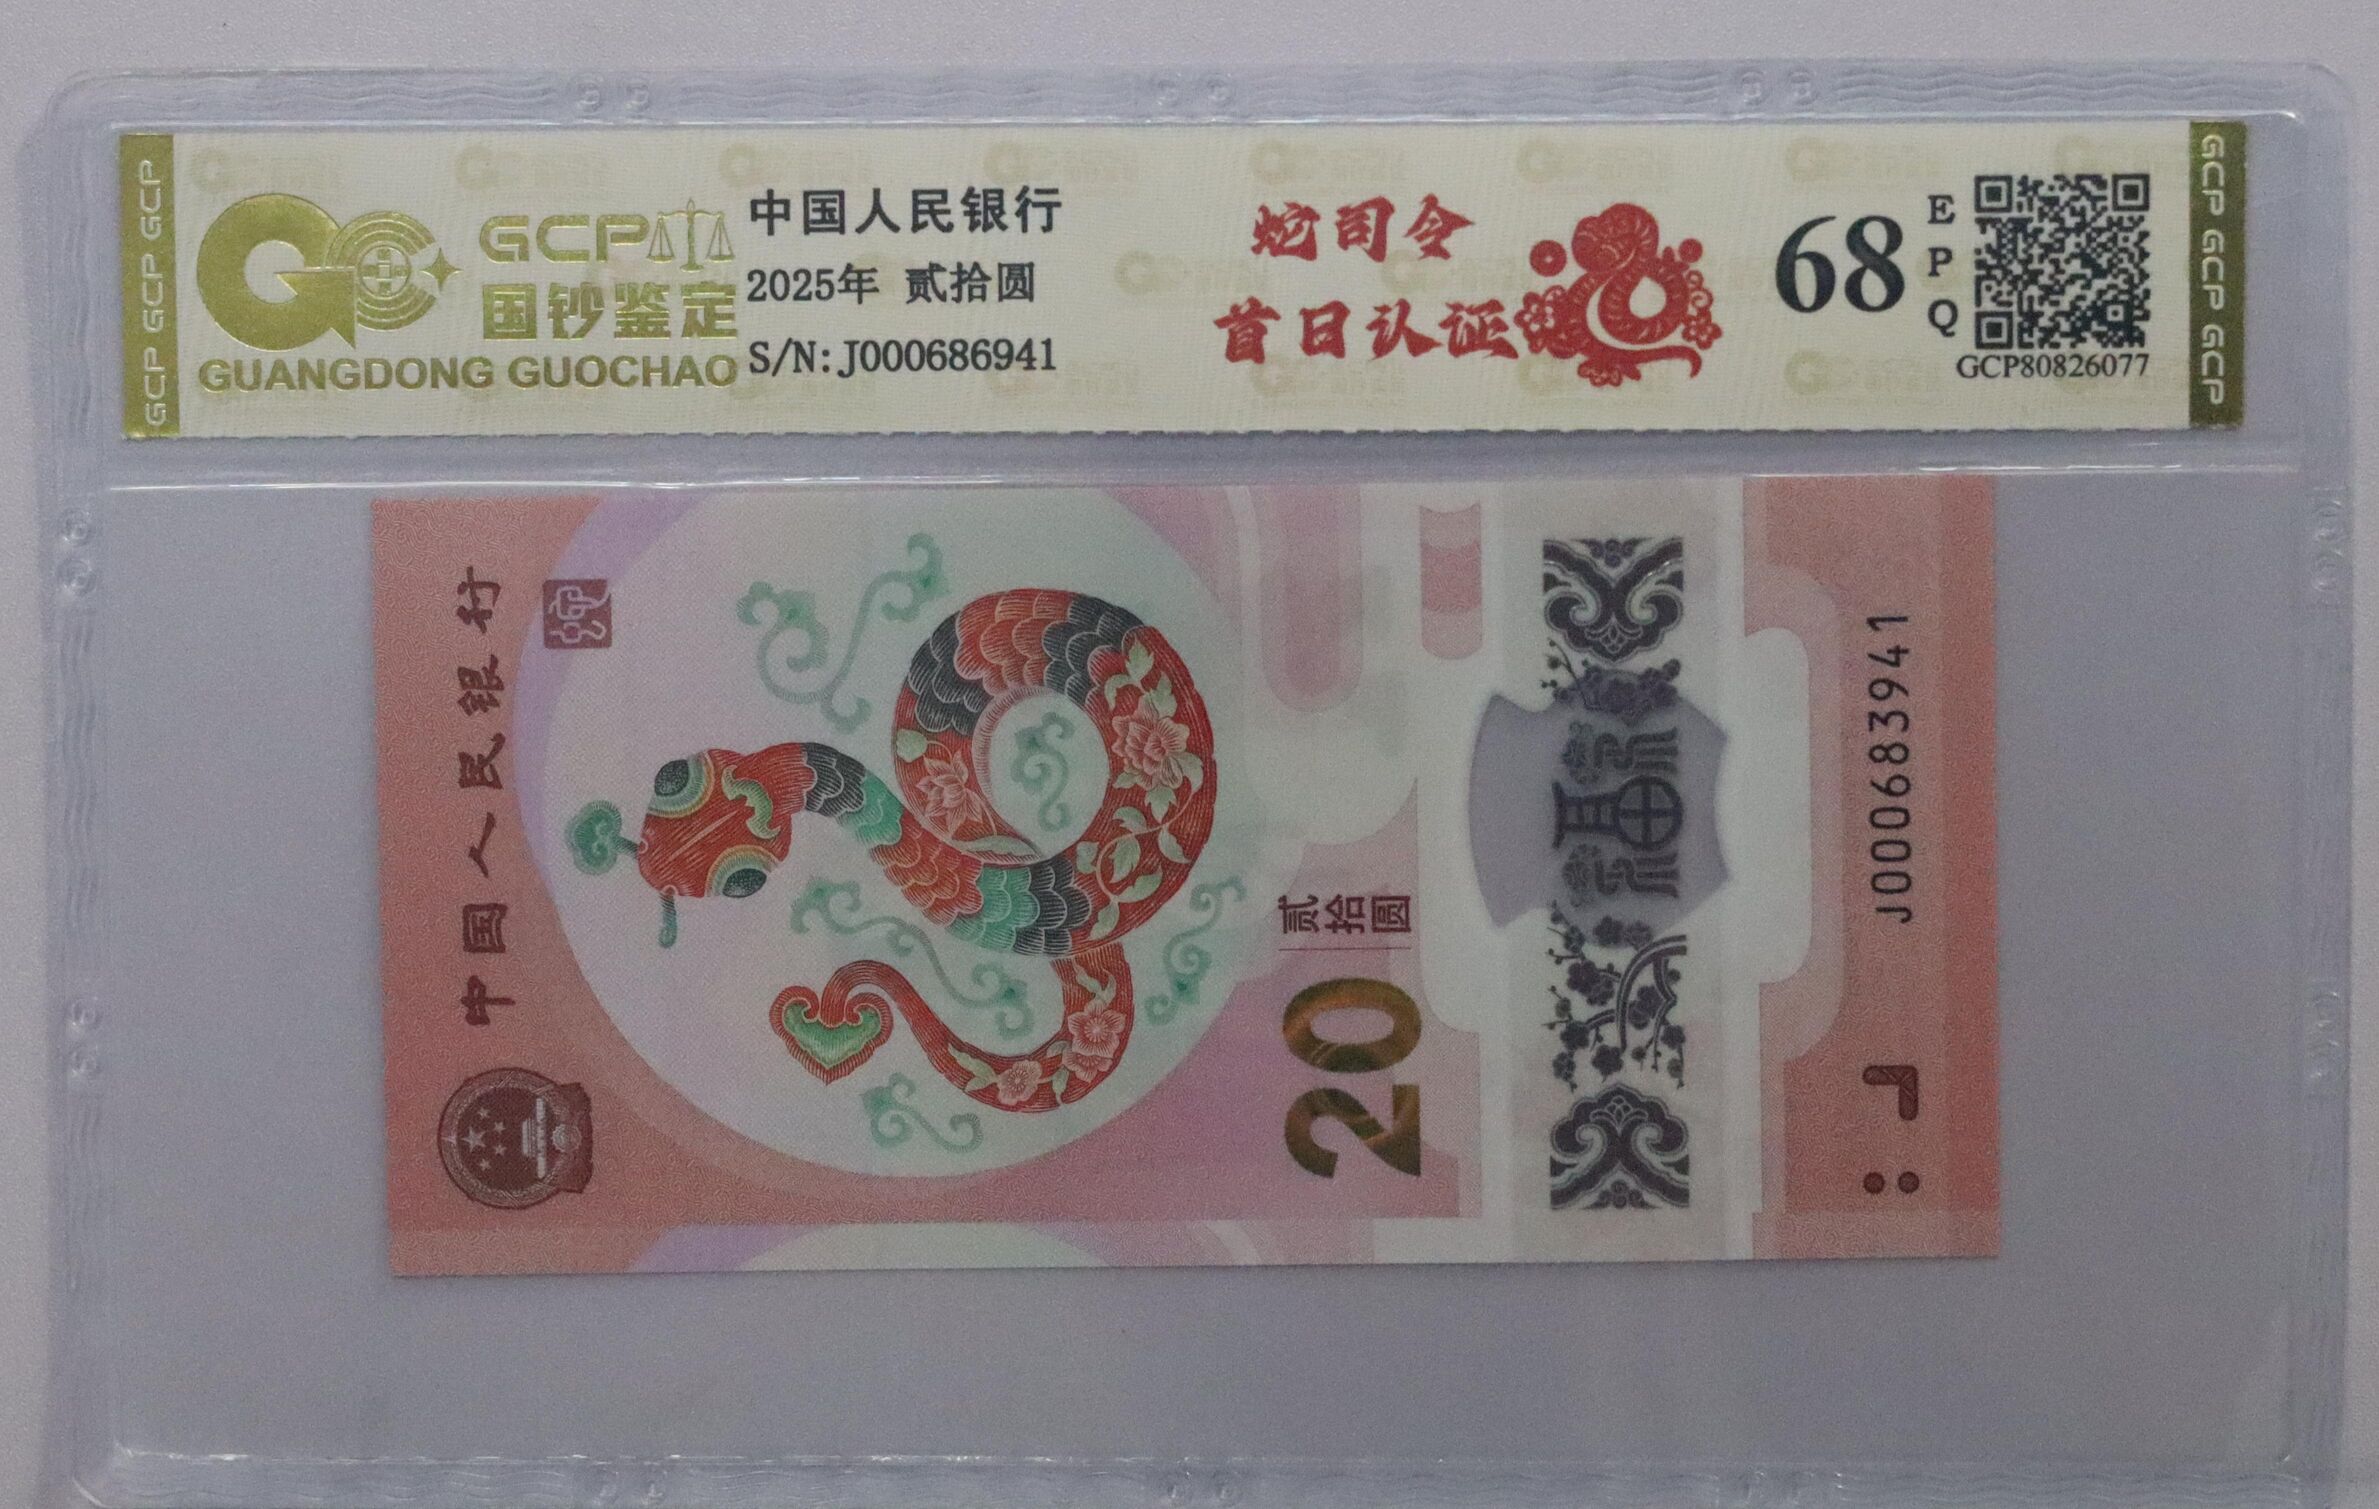 GCP GCP GCP
GCP
国钞鉴定
GUANGDONG GUOCHAO
中国人民银行
2025年 贰拾圆
S/N:J000686941
蛇司令
首日认证
68
EPQ
GCP80826077
GCP GCP GCP
中国人民银行
20 贰拾圆
福
J000683941